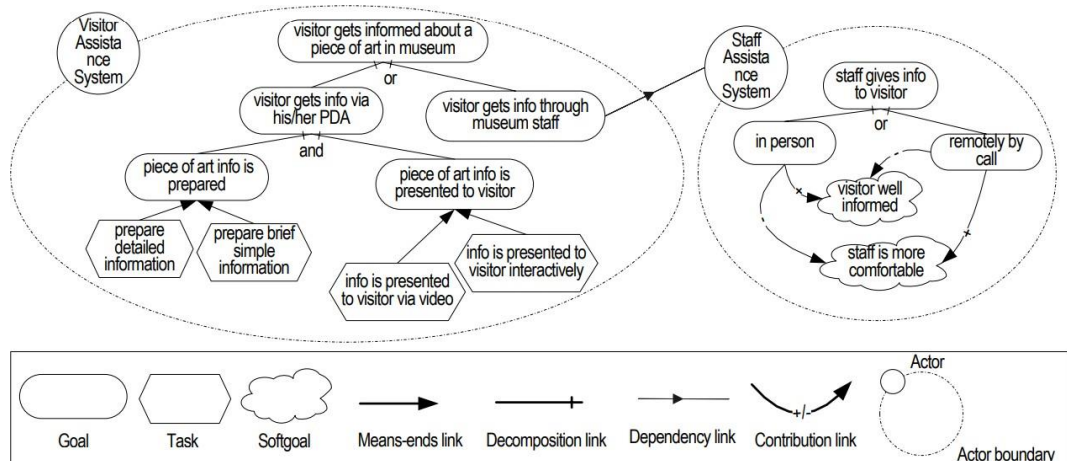 Visitor
Assista
nce
System
visitor gets informed about a
piece of art in museum
or
visitor gets info via
his/her PDA
visitor gets info through
museum staff
and
piece of art info is
prepared
piece of art info is
presented to visitor
prepare
detailed
information
prepare brief
simple
information
info is presented
to visitor via video
info is presented to
visitor interactively
Staff
Assista
nce
System
staff gives info
to visitor
or
in person
remotely by
call
+
-
visitor well
informed
-
+
staff is more
comfortable
Goal
Task
Softgoal
Means-ends link
Decomposition link
Dependency link
+/-
Contribution link
Actor
Actor boundary